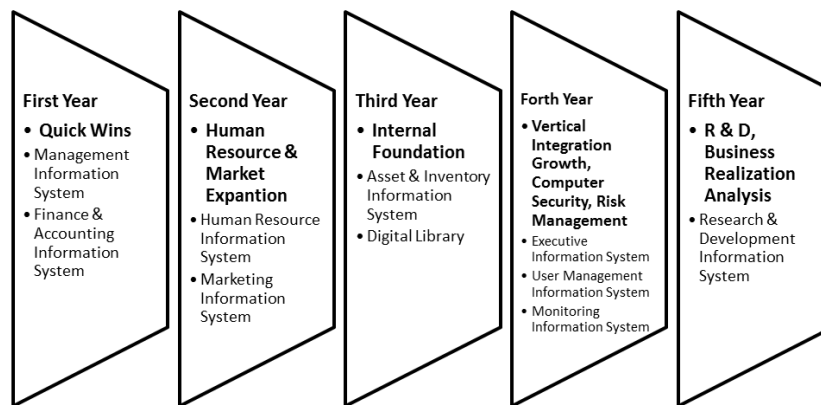 First Year
• Quick Wins
• Management
Information
System
• Finance &
Accounting
Information
System
Second Year
• Human
Resource &
Market
Expantion
• Human Resource
Information
System
• Marketing
Information
System
Third Year
• Internal
Foundation
• Asset & Inventory
Information
System
• Digital Library
Forth Year
• Vertical
Integration
Growth,
Computer
Security, Risk
Management
• Executive
Information System
• User Management
Information System
• Monitoring
Information System
Fifth Year
• R & D,
Business
Realization
Analysis
• Research &
Development
Information
System